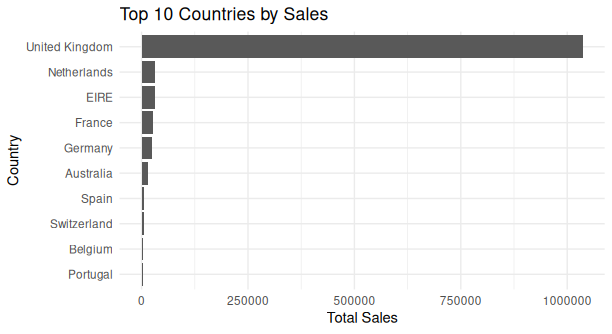 Top 10 Countries by Sales
United Kingdom
Netherlands
EIRE
France
Germany
Australia
Spain
Switzerland
Belgium
Portugal
Country
0 250000 500000 750000 1000000
Total Sales